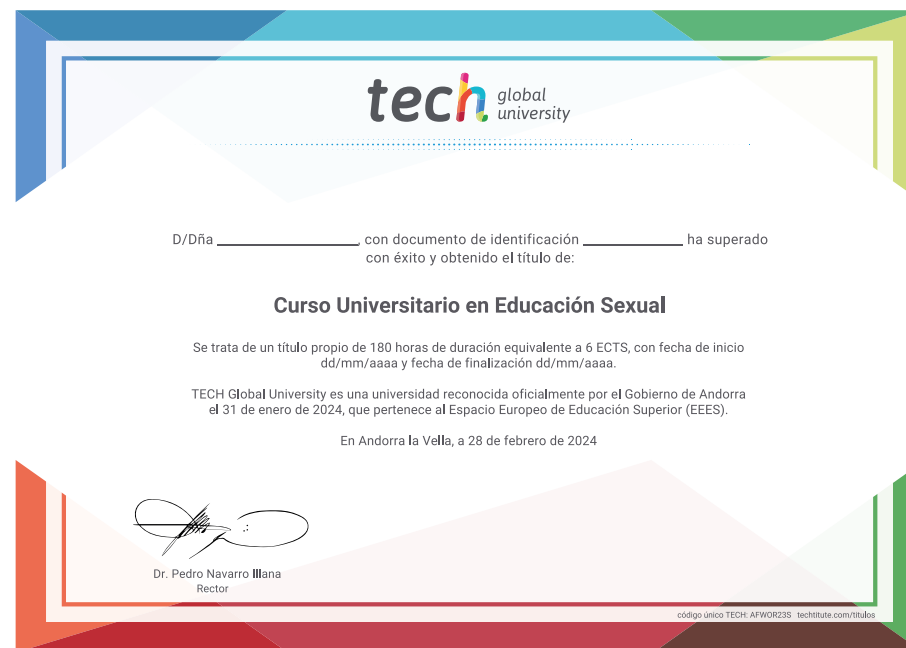 tech global university
D/Dña ____________________, con documento de identificación ______________ ha superado
con éxito y obtenido el título de:
Curso Universitario en Educación Sexual
Se trata de un título propio de 180 horas de duración equivalente a 6 ECTS, con fecha de inicio
dd/mm/aaaa y fecha de finalización dd/mm/aaaa.
TECH Global University es una universidad reconocida oficialmente por el Gobierno de Andorra
el 31 de enero de 2024, que pertenece al Espacio Europeo de Educación Superior (EEES).
En Andorra la Vella, a 28 de febrero de 2024
Dr. Pedro Navarro Illana
Rector
código único TECH: AFWOR23S techtitute.com/titulos